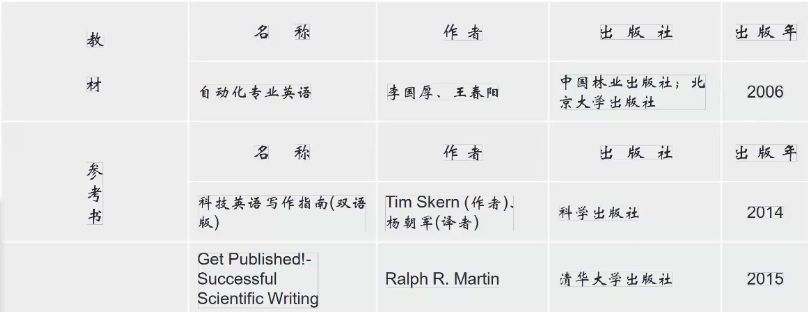 教材
名 称 作 者 出 版 社 出 版 年
自动化专业英语 李国厚、王春阳 中国林业出版社；北京大学出版社 2006
参考书
名 称 作 者 出 版 社 出 版 年
科技英语写作指南(双语版) Tim Skern (作者)、杨朝军(译者) 科学出版社 2014
Get Published!-
Successful
Scientific Writing Ralph R. Martin 清华大学出版社 2015